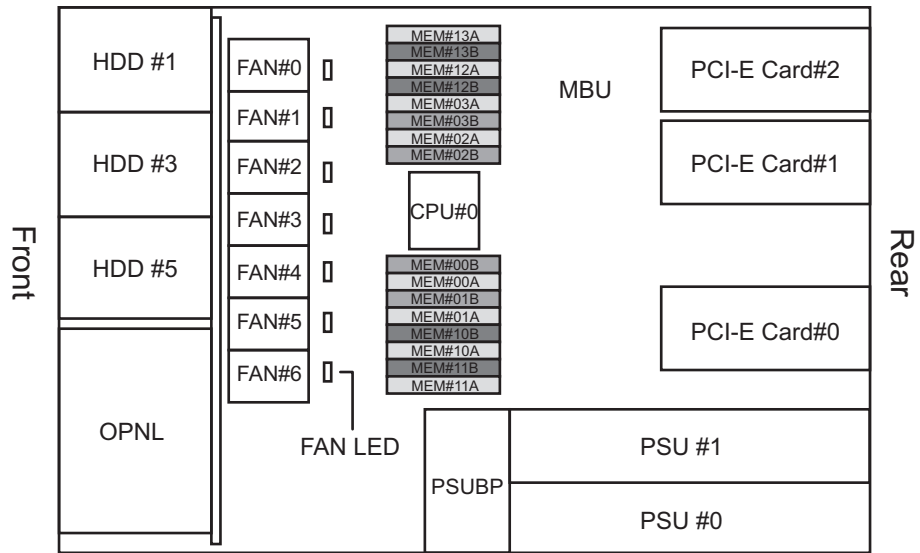 HDD #1
HDD #3
HDD #5
OPNL
Front
FAN#0
FAN#1
FAN#2
FAN#3
FAN#4
FAN#5
FAN#6
FAN LED
MEM#13A
MEM#13B
MEM#12A
MEM#12B
MEM#03A
MEM#03B
MEM#02A
MEM#02B
CPU#0
MEM#00B
MEM#00A
MEM#01B
MEM#01A
MEM#10B
MEM#10A
MEM#11B
MEM#11A
MBU
PCI-E Card#2
PCI-E Card#1
PCI-E Card#0
PSUBP
PSU #1
PSU #0
Rear